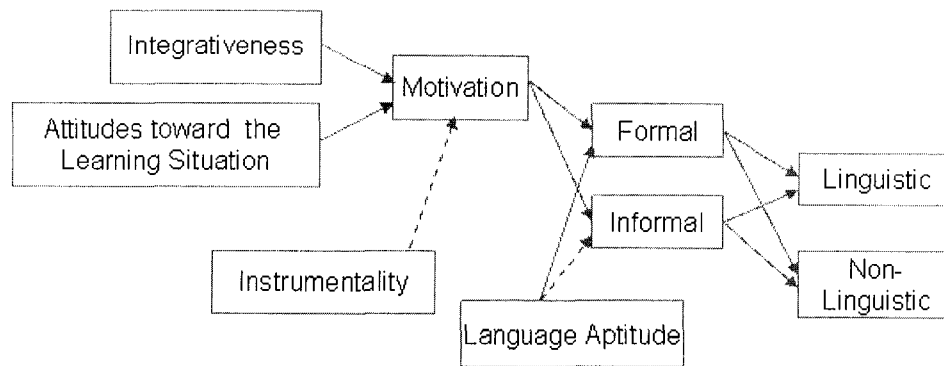 Integrativeness
Motivation
Attitudes toward the
Learning Situation
Formal
Linguistic
Informal
Instrumentality
Non-
Linguistic
Language Aptitude